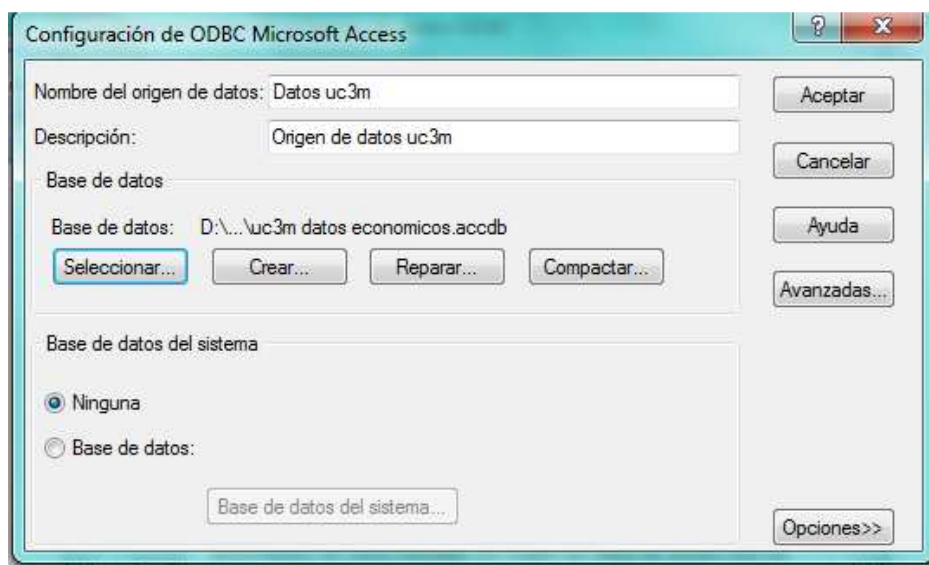 Configuración de ODBC Microsoft Access
Nombre del origen de datos: Datos uc3m
Aceptar
Descripción: Origen de datos uc3m
Cancelar
Base de datos
Base de datos: D:\...\uc3m datos economicos.accdb
Ayuda
Seleccionar... Crear... Reparar... Compactar...
Avanzadas...
Base de datos del sistema
Ninguna
Base de datos:
Base de datos del sistema...
Opciones>>